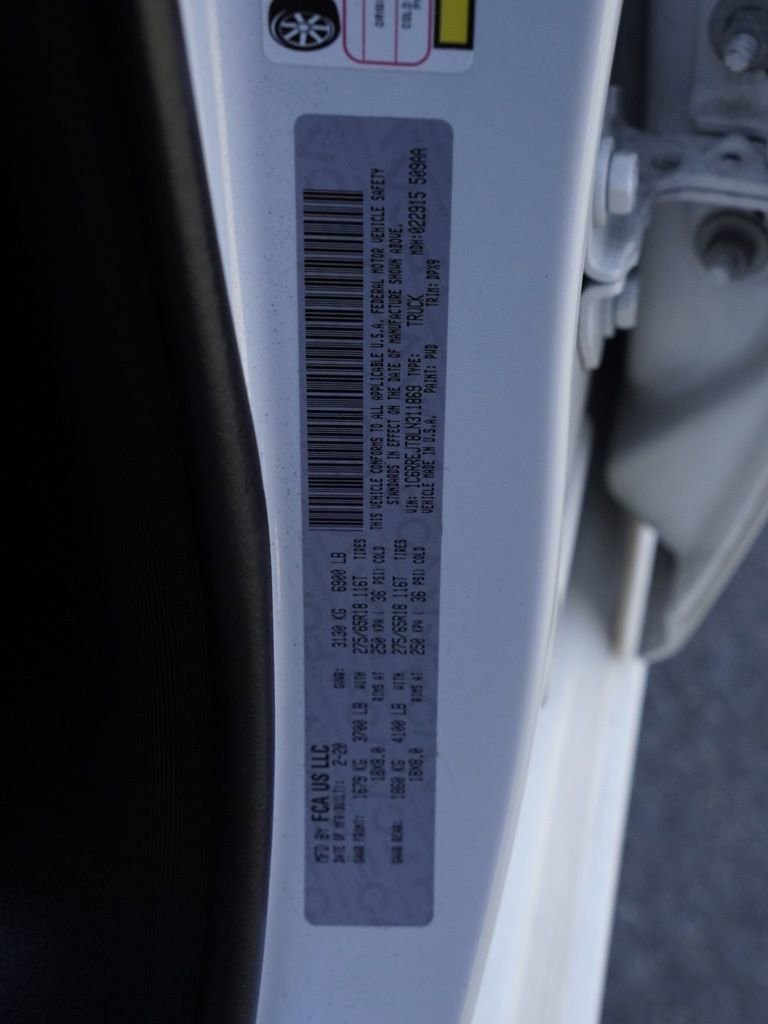 MFD BY FCA US LLC
DATE OF MFR(BUILT): 2-20
GVWR: 3130 KG 6900 LB
GAWR FRONT: 1679 KG 3700 LB WITH 275/65R18 116T TIRES
18X8.0 RIMS AT 250 KPA ( 36 PSI) COLD
GAWR REAR: 1860 KG 4100 LB WITH 275/65R18 116T TIRES
18X8.0 RIMS AT 250 KPA ( 36 PSI) COLD
THIS VEHICLE CONFORMS TO ALL APPLICABLE U.S.A. FEDERAL MOTOR VEHICLE SAFETY
STANDARDS IN EFFECT ON THE DATE OF MANUFACTURE SHOWN ABOVE.
VIN: 1C6RREJT8LN311869 TYPE: TRUCK MDH:022915 509AA
VEHICLE MADE IN U.S.A. PAINT: PWD TRIM: DPX9